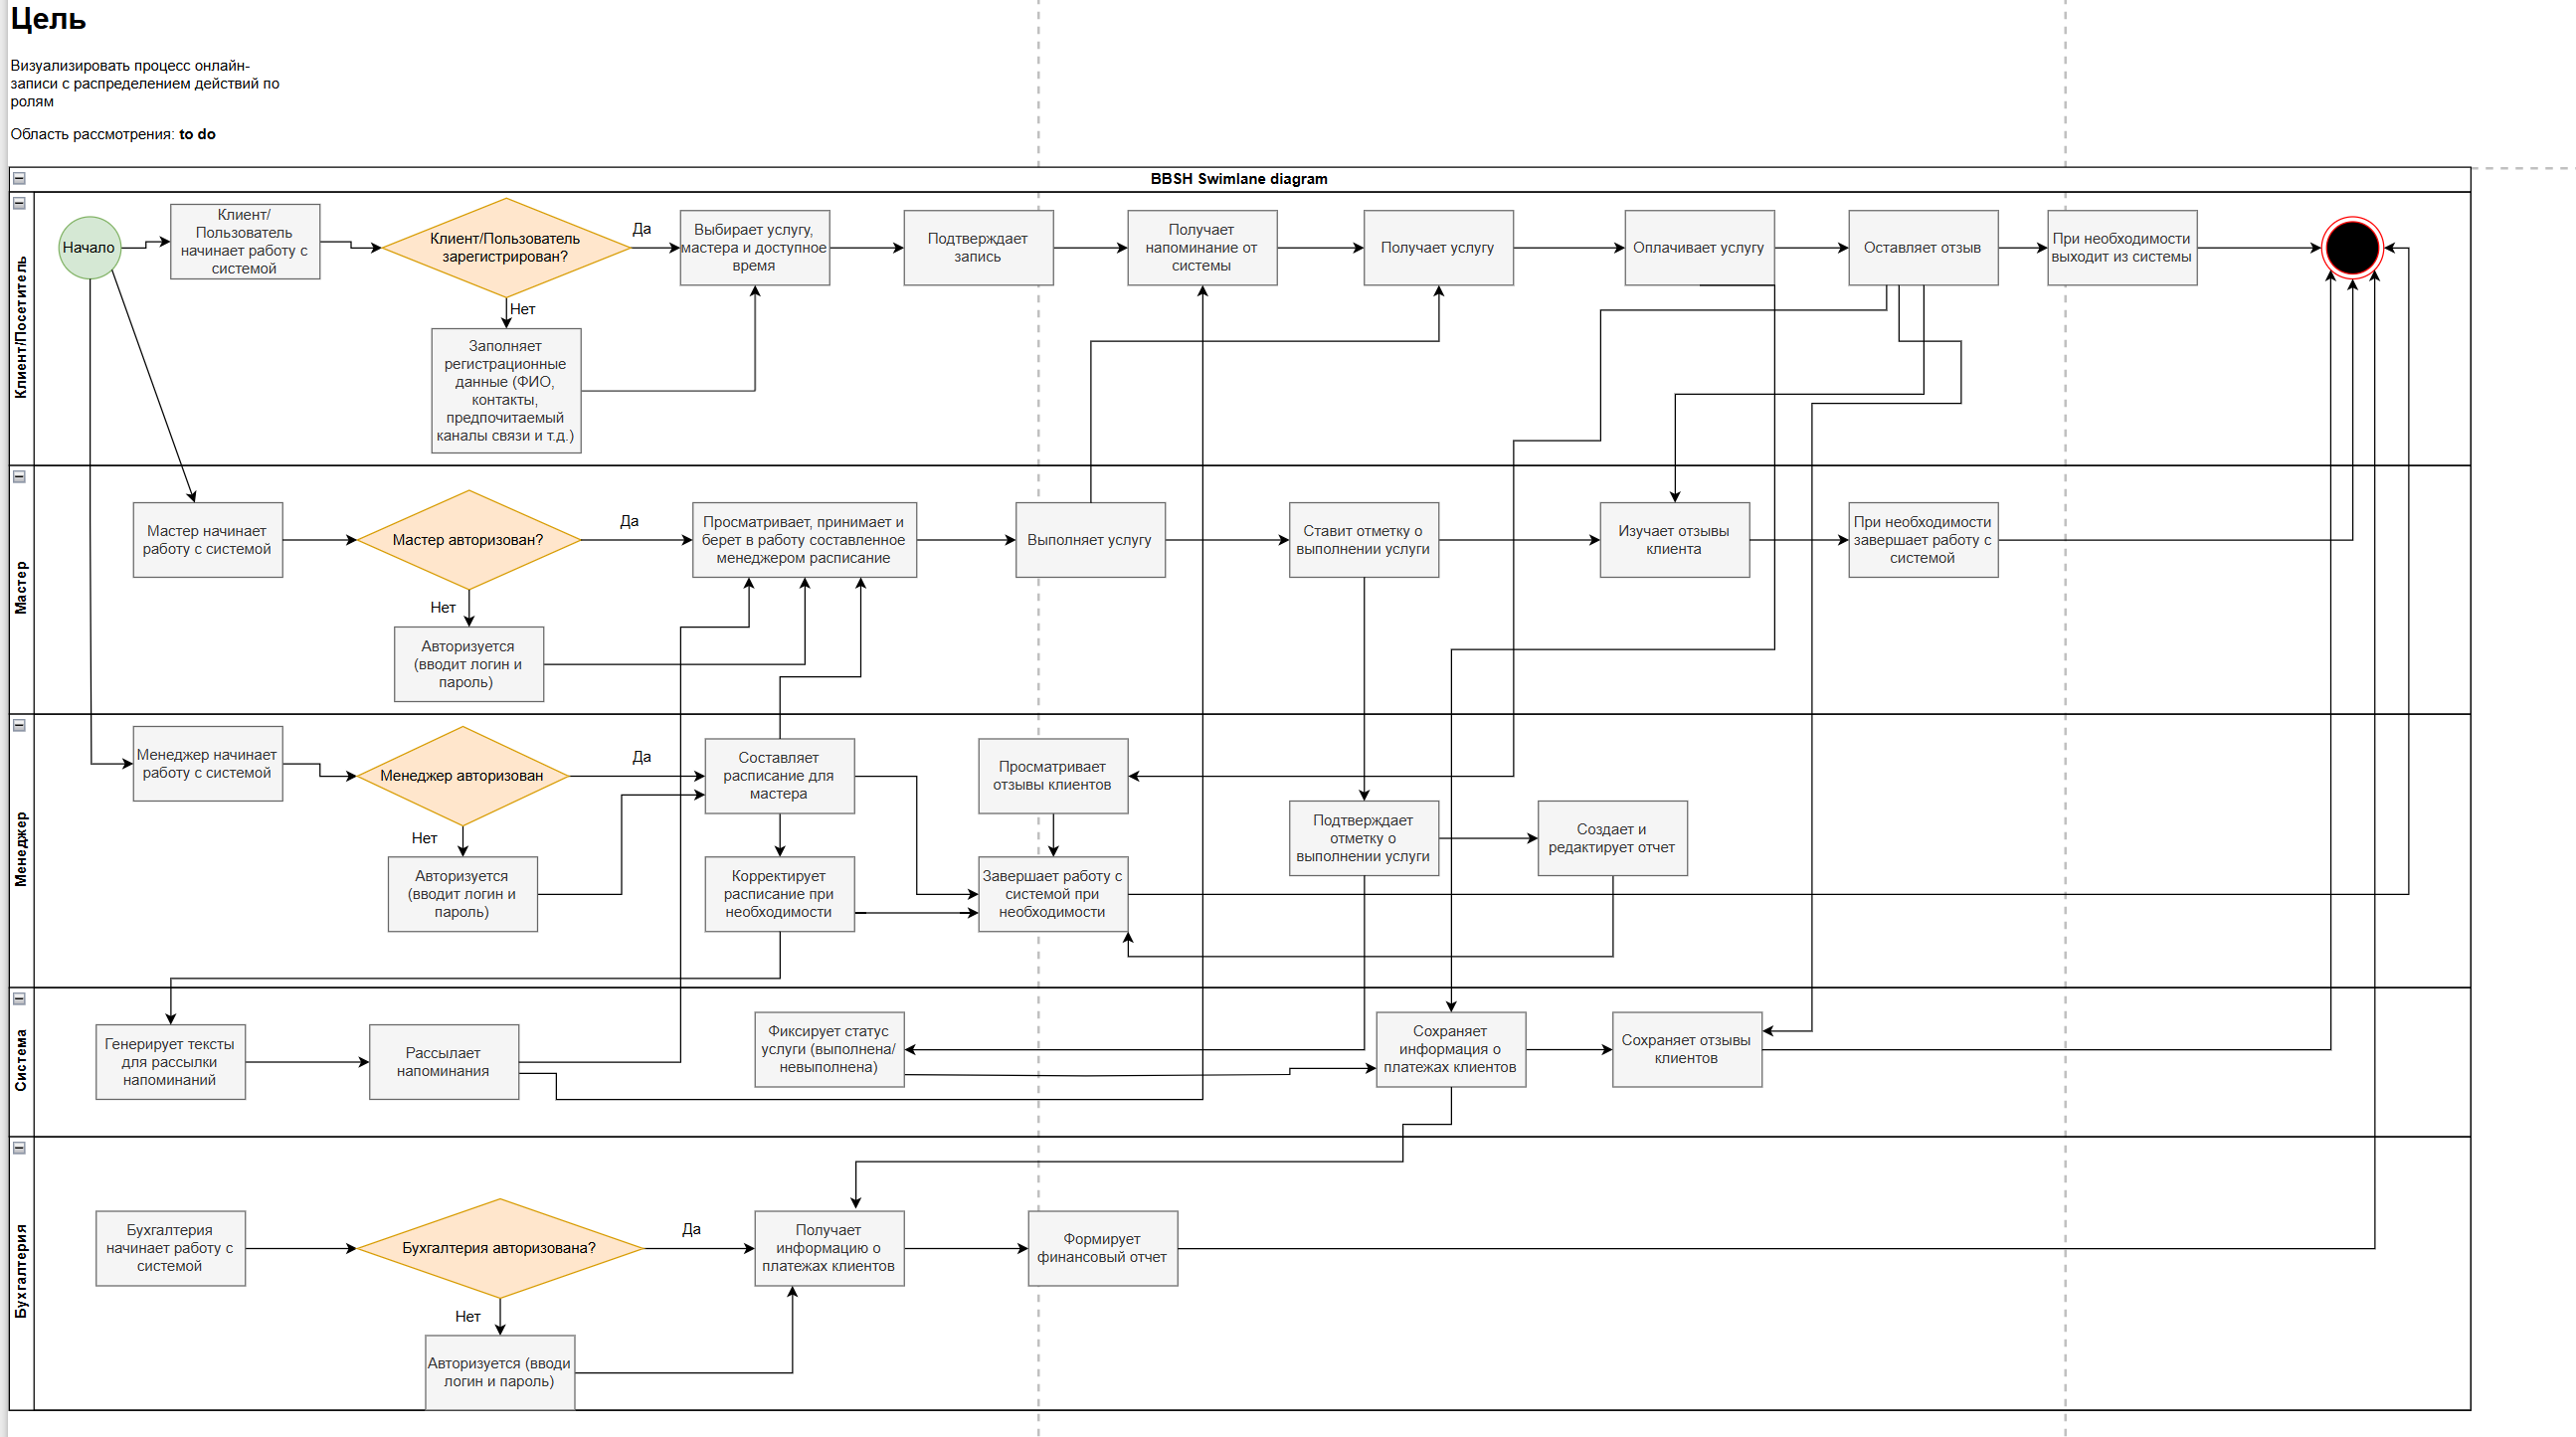 Цель
Визуализировать процесс онлайн-
записи с распределением действий по
ролям
Область рассмотрения: to do
BBSH Swimlane diagram
Клиент/Посетитель
Начало
Клиент/
Пользователь
начинает работу с
системой
Клиент/Пользователь
зарегистрирован?
Да
Нет
Заполняет
регистрационные
данные (ФИО,
контакты,
предпочитаемый
каналы связи и т.д.)
Выбирает услугу,
мастера и доступное
время
Подтверждает
запись
Получает
напоминание от
системы
Получает услугу
Оплачивает услугу
Оставляет отзыв
При необходимости
выходит из системы
Мастер
Мастер начинает
работу с системой
Мастер авторизован?
Да
Нет
Авторизуется
(вводит логин и
пароль)
Просматривает, принимает и
берет в работу составленное
менеджером расписание
Выполняет услугу
Ставит отметку о
выполнении услуги
Изучает отзывы
клиента
При необходимости
завершает работу с
системой
Менеджер
Менеджер начинает
работу с системой
Менеджер авторизован
Да
Нет
Авторизуется
(вводит логин и
пароль)
Составляет
расписание для
мастера
Корректирует
расписание при
необходимости
Просматривает
отзывы клиентов
Завершает работу с
системой при
необходимости
Подтверждает
отметку о
выполнении услуги
Создает и
редактирует отчет
Система
Генерирует тексты
для рассылки
напоминаний
Рассылает
напоминания
Фиксирует статус
услуги (выполнена/
невыполнена)
Сохраняет
информация о
платежах клиентов
Сохраняет отзывы
клиентов
Бухгалтерия
Бухгалтерия
начинает работу с
системой
Бухгалтерия авторизована?
Да
Нет
Авторизуется (вводи
логин и пароль)
Получает
информацию о
платежах клиентов
Формирует
финансовый отчет